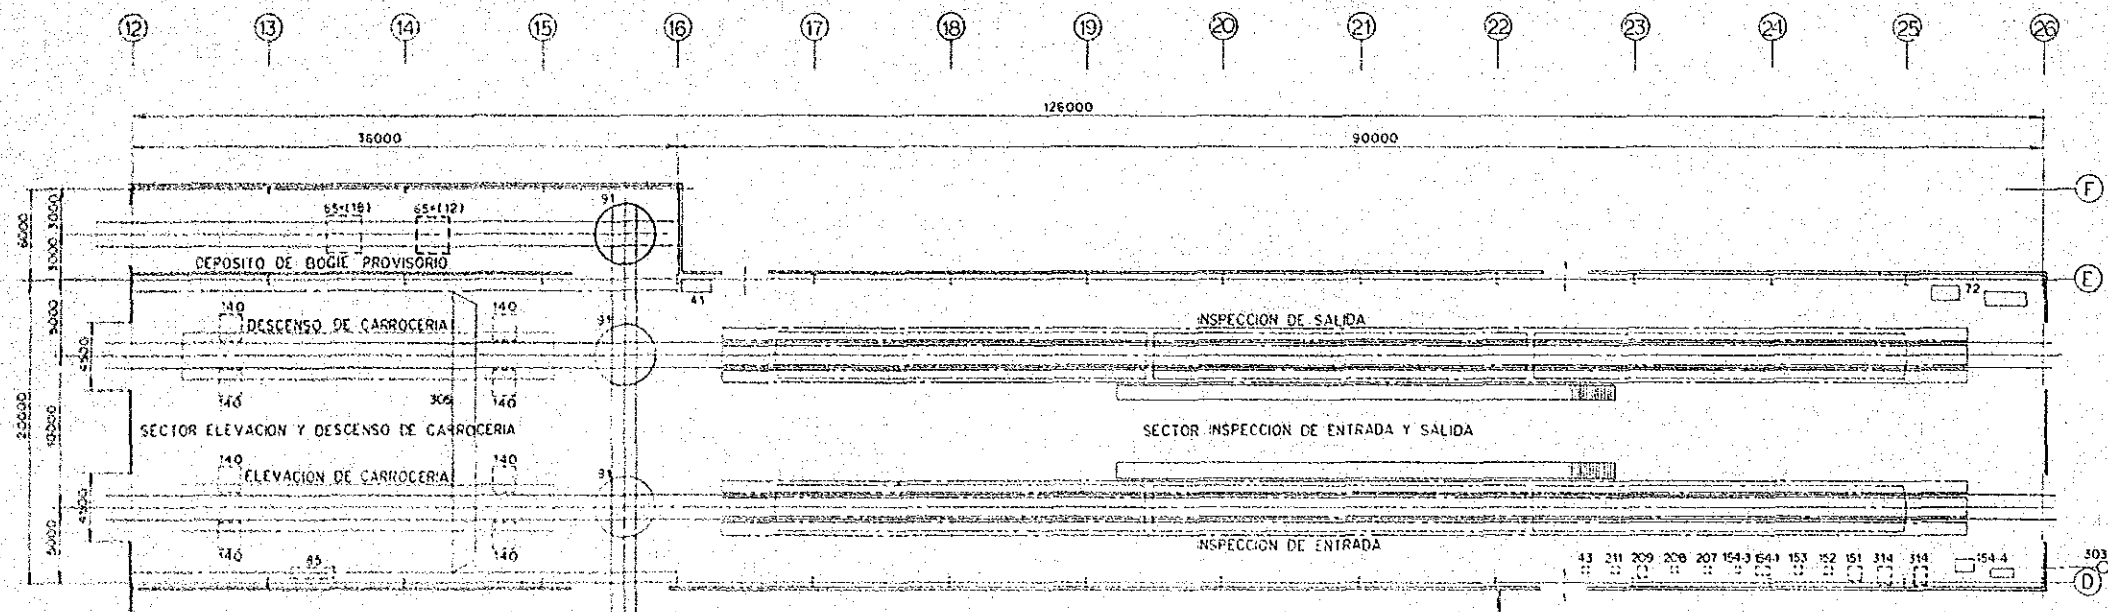 12 13 14 15 16 17 18 19 20 21 22 23 24 25 26
126000
36000 90000
F
6000 3000 3000
65-(18) 65-(12) 91
DEPOSITO DE BOGIE PROVISORIO
E
41 72
140 DESCENSO DE CARROCERIA 140 91
INSPECCION DE SALIDA
5000 4500
140 306 140
20000 10000
SECTOR ELEVACION Y DESCENSO DE CARROCERIA
SECTOR INSPECCION DE ENTRADA Y SALIDA
140 ELEVACION DE CARROCERIA 140 91
4500 5000
140 85 140
INSPECCION DE ENTRADA
43 211 209 208 207 154-3 154-1 153 152 151 314 314 154-4 303
D